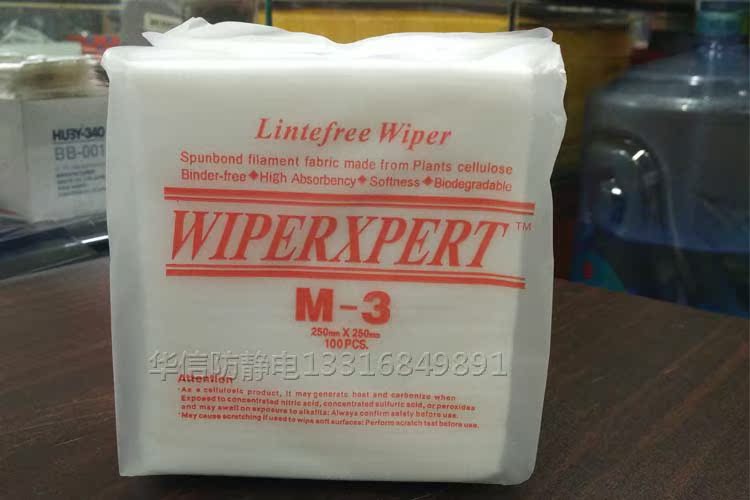 HUBY-340
BB-001
Lintefree Wiper
Spunbond filament fabric made from Plants cellulose
Binder-free◆High Absorbency◆Softness◆Biodegradable
WIPERXPERT™
M-3
250mm X 250mm
100PCS.
华信防静电13316849891
Attention
·As a cellulosic product, it may generate heat and carbonize when
Exposed to concentrated nitric acid, concentrated sulfuric acid, or peroxides
and may swell on exposure to alkalita: Always confirm safety before use.
·May cause scratching if used to wipe soft surfaces: Perform scratch test before use.